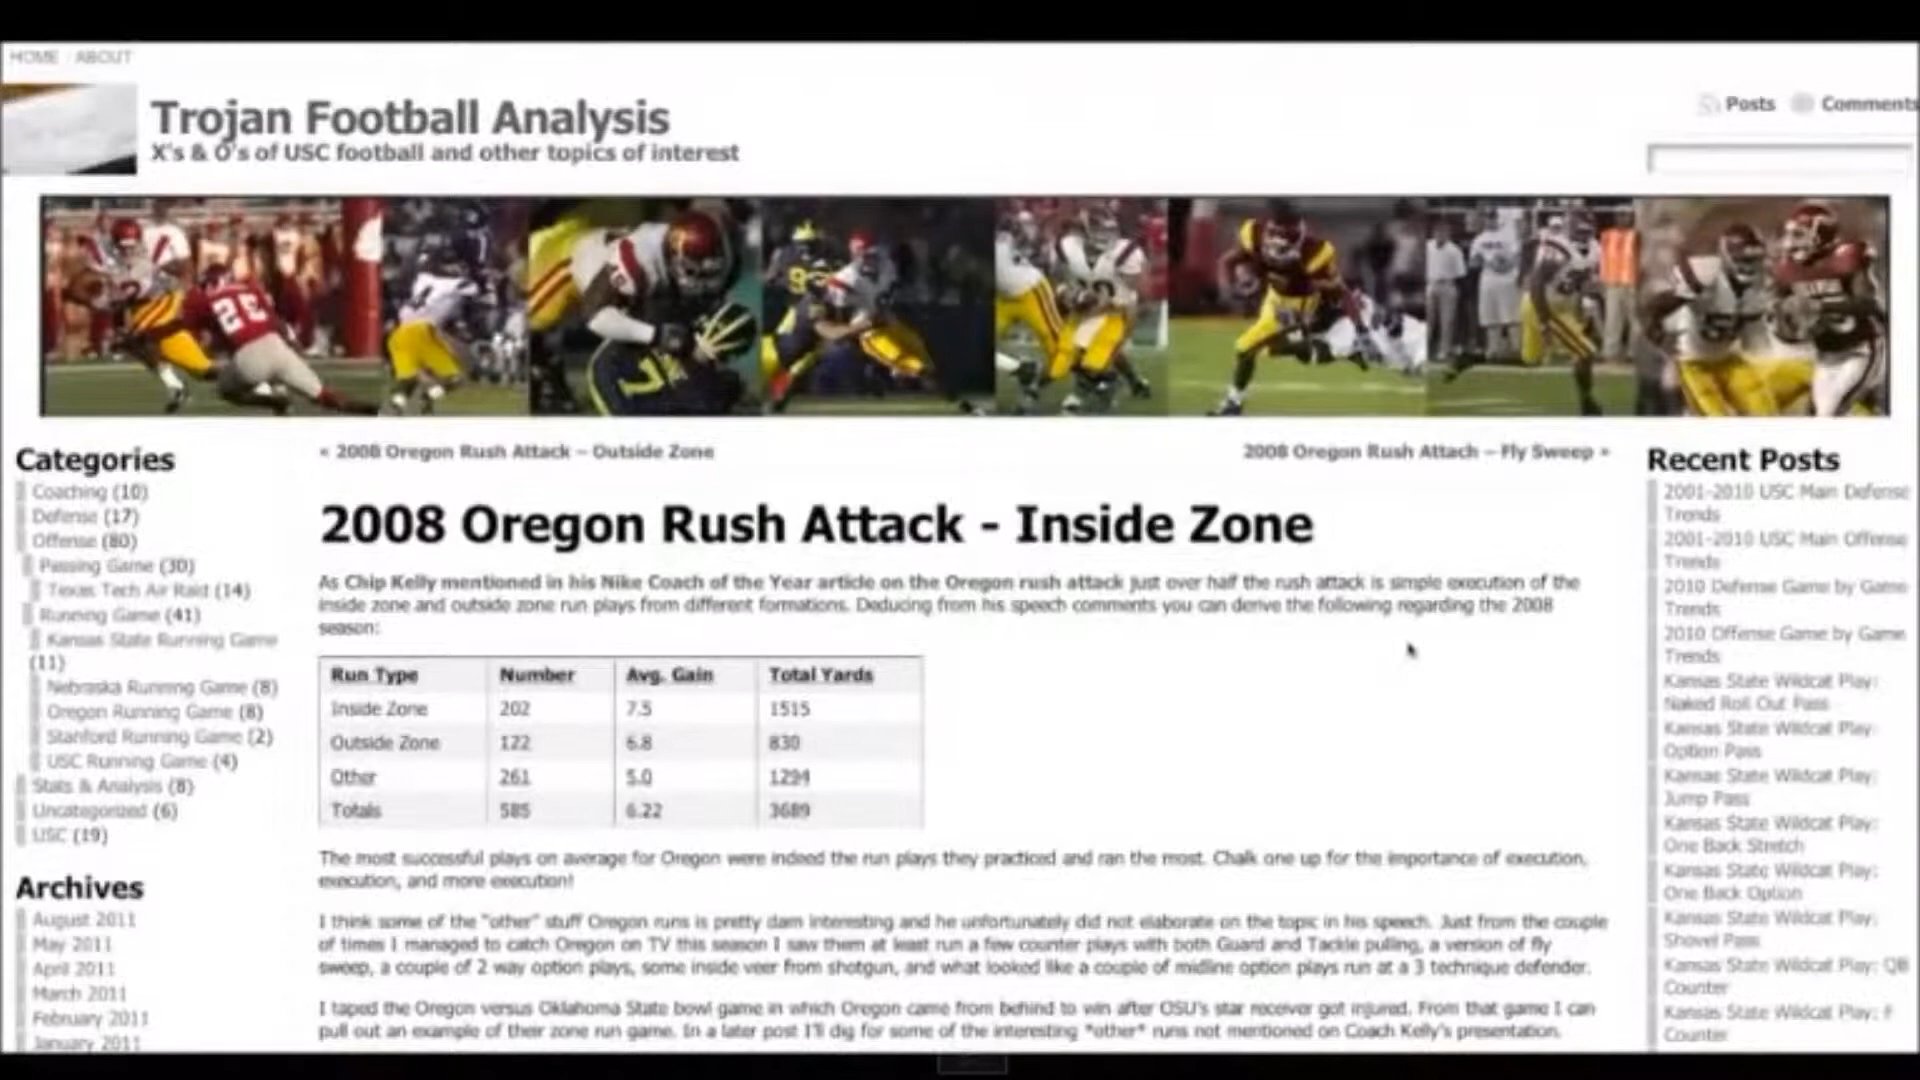 HOME ABOUT
Trojan Football Analysis
X's & O's of USC football and other topics of interest
Posts Comments
« 2008 Oregon Rush Attack – Outside Zone
2008 Oregon Rush Attach – Fly Sweep »
Categories
Coaching (10)
Defense (17)
Offense (80)
Passing Game (30)
Texas Tech Air Raid (14)
Running Game (41)
Kansas State Running Game
(11)
Nebraska Running Game (8)
Oregon Running Game (8)
Stanford Running Game (2)
USC Running Game (4)
Stats & Analysis (8)
Uncategorized (6)
USC (19)
Archives
August 2011
May 2011
April 2011
March 2011
February 2011
January 2011
2008 Oregon Rush Attack - Inside Zone
As Chip Kelly mentioned in his Nike Coach of the Year article on the Oregon rush attack just over half the rush attack is simple execution of the
inside zone and outside zone run plays from different formations. Deducing from his speech comments you can derive the following regarding the 2008
season:
Run Type Number Avg. Gain Total Yards
Inside Zone 202 7.5 1515
Outside Zone 122 6.8 830
Other 261 5.0 1294
Totals 585 6.22 3689
The most successful plays on average for Oregon were indeed the run plays they practiced and ran the most. Chalk one up for the importance of execution,
execution, and more execution!
I think some of the "other" stuff Oregon runs is pretty darn interesting and he unfortunately did not elaborate on the topic in his speech. Just from the couple
of times I managed to catch Oregon on TV this season I saw them at least run a few counter plays with both Guard and Tackle pulling, a version of fly
sweep, a couple of 2 way option plays, some inside veer from shotgun, and what looked like a couple of midline option plays run at a 3 technique defender.
I taped the Oregon versus Oklahoma State bowl game in which Oregon came from behind to win after OSU's star receiver got injured. From that game I can
pull out an example of their zone run game. In a later post I'll dig for some of the interesting "other" runs not mentioned on Coach Kelly's presentation.
Recent Posts
2001-2010 USC Main Defense
Trends
2001-2010 USC Main Offense
Trends
2010 Defense Game by Game
Trends
2010 Offense Game by Game
Trends
Kansas State Wildcat Play:
Naked Roll Out Pass
Kansas State Wildcat Play:
Option Pass
Kansas State Wildcat Play:
Jump Pass
Kansas State Wildcat Play:
One Back Stretch
Kansas State Wildcat Play:
One Back Option
Kansas State Wildcat Play:
Shovel Pass
Kansas State Wildcat Play: QB
Counter
Kansas State Wildcat Play: F
Counter
25
7